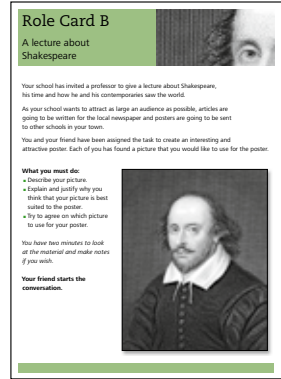 Role Card B
A lecture about
Shakespeare
Your school has invited a professor to give a lecture about Shakespeare,
his time and how he and his contemporaries saw the world.
As your school wants to attract as large an audience as possible, articles are
going to be written for the local newspaper and posters are going to be sent
to other schools in your town.
You and your friend have been assigned the task to create an interesting and
attractive poster. Each of you has found a picture that you would like to use for the poster.
What you must do:
Describe your picture.
Explain and justify why you
think that your picture is best
suited to the poster.
Try to agree on which picture
to use for your poster.
You have two minutes to look
at the material and make notes
if you wish.
Your friend starts the
conversation.